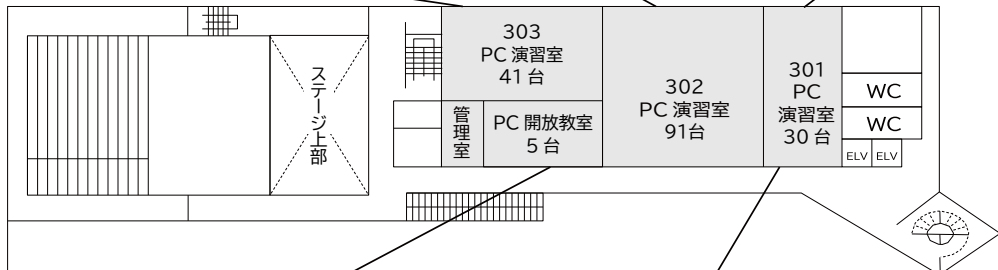 ステージ上部
303
PC 演習室
41 台
管理室
PC 開放教室
5 台
302
PC 演習室
91台
301
PC
演習室
30 台
WC
WC
ELV
ELV